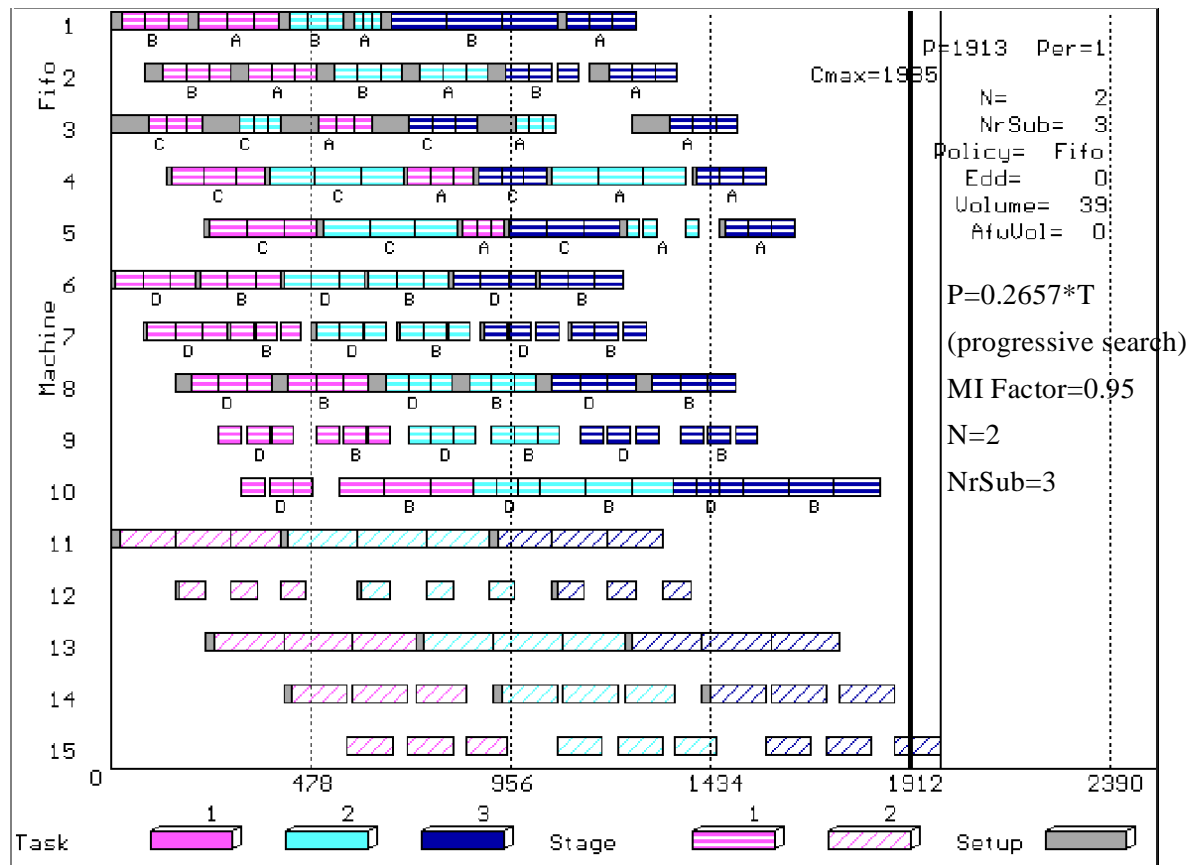 1
B A B A B A
P=1913 Per=1
Fifo
2
B A B A B A
Cmax=1985
N= 2
3
C C A C A A
NrSub= 3
Policy= Fifo
4
C C A C A A
Edd= 0
Volume= 39
5
C C A C A A
AfwVol= 0
Machine
6
D B D B D B
P=0.2657*T
7
D B D B D B
(progressive search)
8
D B D B D B
MI Factor=0.95
9
D B D B D B
N=2
10
D B D B D B
NrSub=3
11
12
13
14
15
0 478 956 1434 1912 2390
1 2 3 1 2
Task Stage Setup